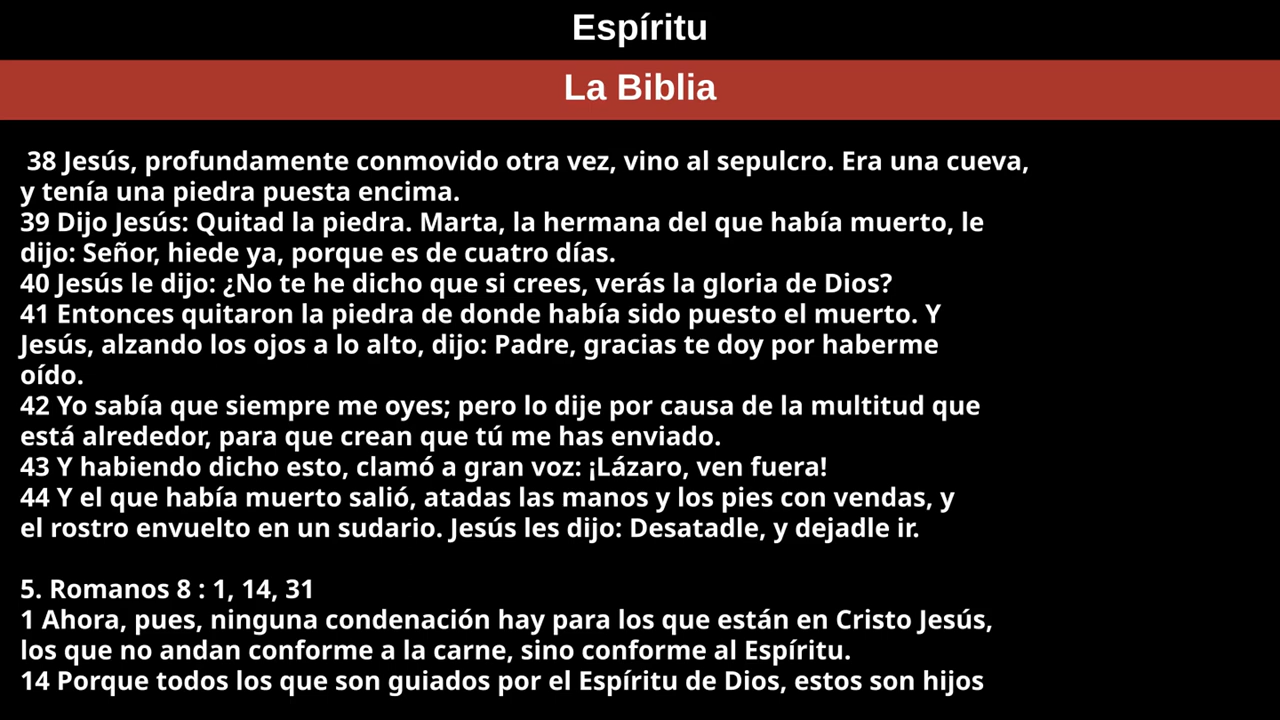 Espíritu
La Biblia
38 Jesús, profundamente conmovido otra vez, vino al sepulcro. Era una cueva,
y tenía una piedra puesta encima.
39 Dijo Jesús: Quitad la piedra. Marta, la hermana del que había muerto, le
dijo: Señor, hiede ya, porque es de cuatro días.
40 Jesús le dijo: ¿No te he dicho que si crees, verás la gloria de Dios?
41 Entonces quitaron la piedra de donde había sido puesto el muerto. Y
Jesús, alzando los ojos a lo alto, dijo: Padre, gracias te doy por haberme
oído.
42 Yo sabía que siempre me oyes; pero lo dije por causa de la multitud que
está alrededor, para que crean que tú me has enviado.
43 Y habiendo dicho esto, clamó a gran voz: ¡Lázaro, ven fuera!
44 Y el que había muerto salió, atadas las manos y los pies con vendas, y
el rostro envuelto en un sudario. Jesús les dijo: Desatadle, y dejadle ir.
5. Romanos 8 : 1, 14, 31
1 Ahora, pues, ninguna condenación hay para los que están en Cristo Jesús,
los que no andan conforme a la carne, sino conforme al Espíritu.
14 Porque todos los que son guiados por el Espíritu de Dios, estos son hijos